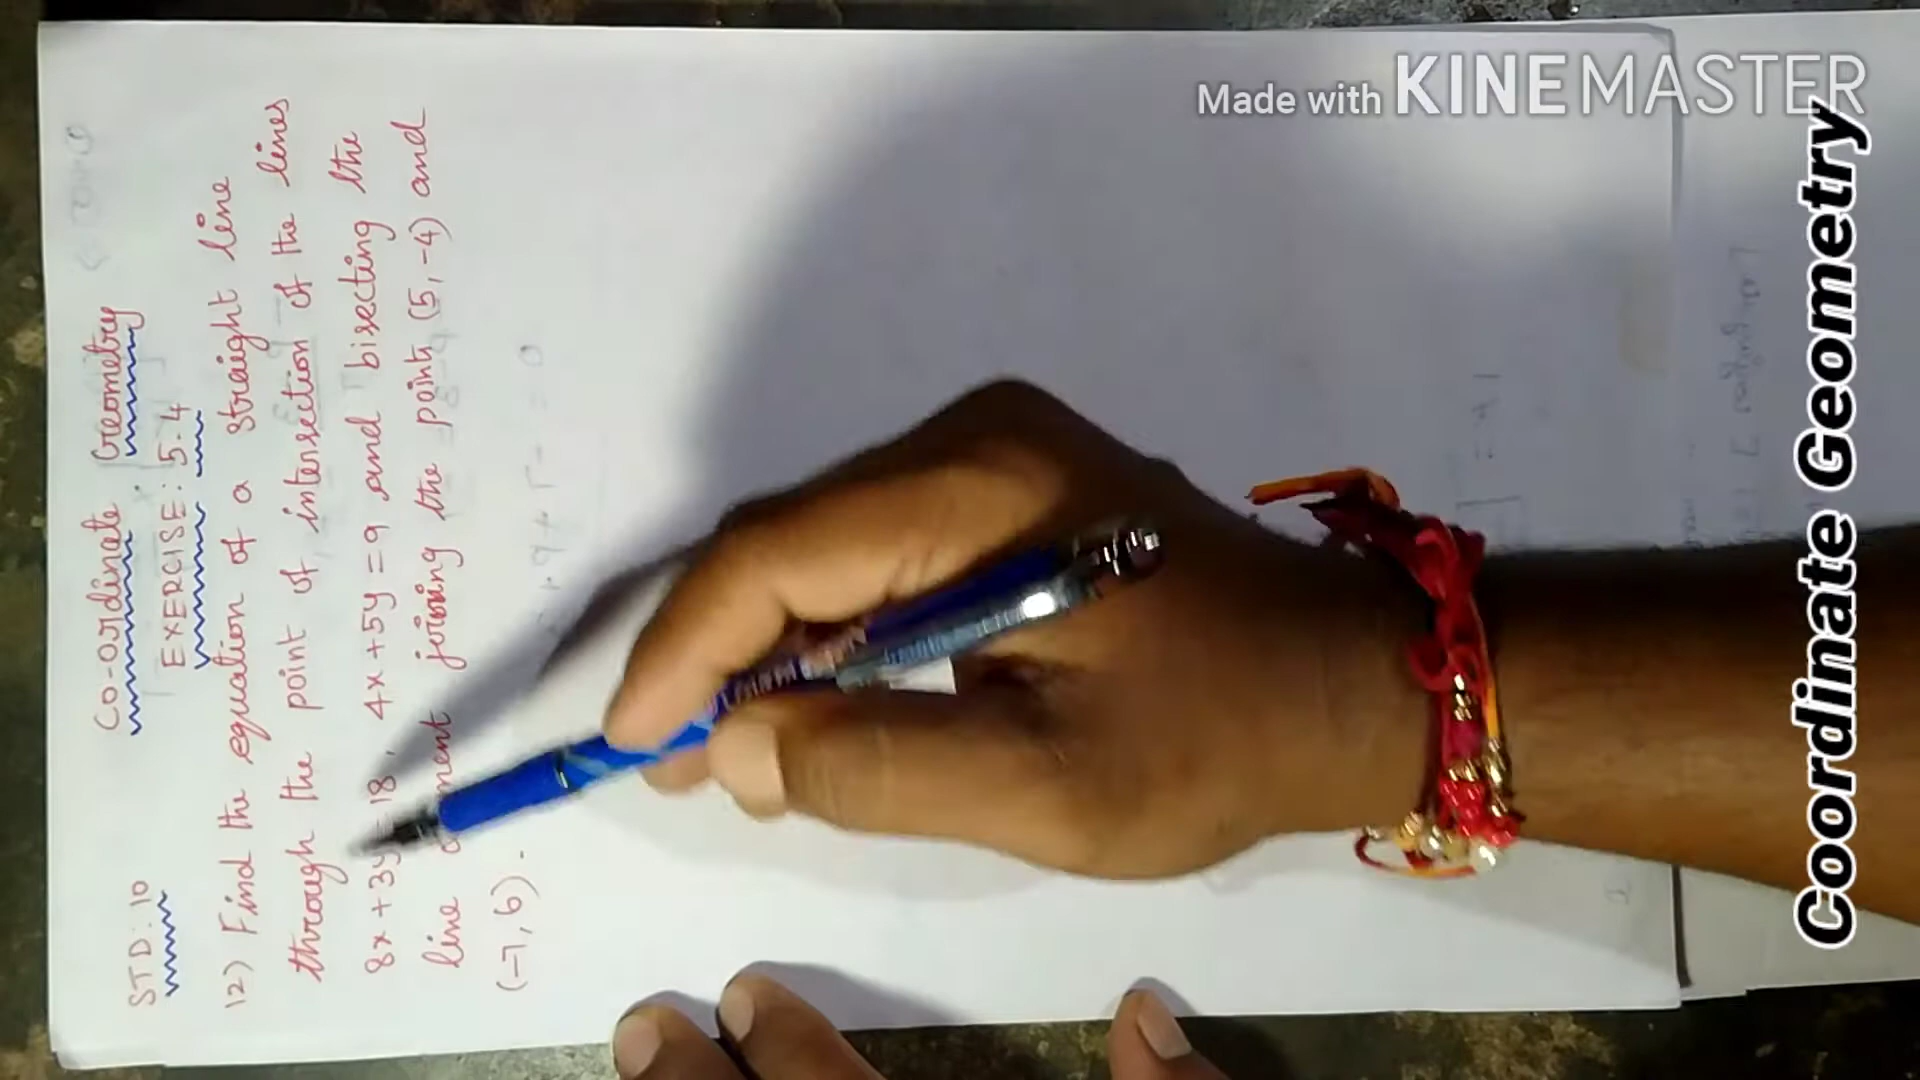 Made with KINEMASTER
Coordinate Geometry
STD: 10 Co-ordinate Geometry
EXERCISE: 5.4
12) Find the equation of a straight line
through the point of intersection of the lines
8x + 3y = 18, 4x + 5y = 9 and bisecting the
line joining the points (5, -4) and
(-7, 6).